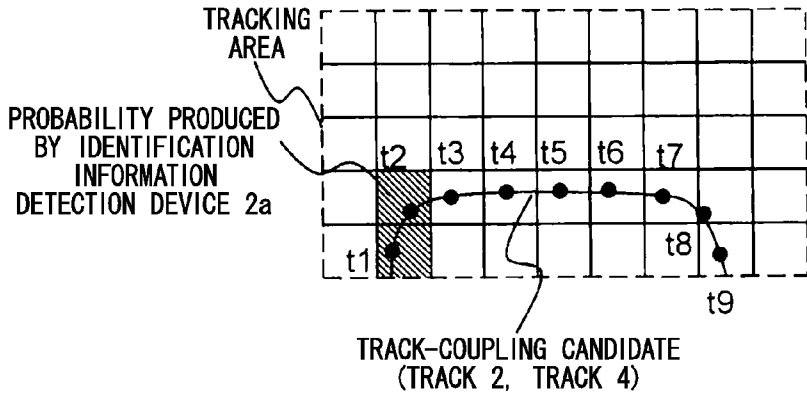 TRACKING
AREA
PROBABILITY PRODUCED
BY IDENTIFICATION
INFORMATION
DETECTION DEVICE 2a
t2
t3
t4
t5
t6
t7
t1
t8
t9
TRACK-COUPLING CANDIDATE
(TRACK 2, TRACK 4)